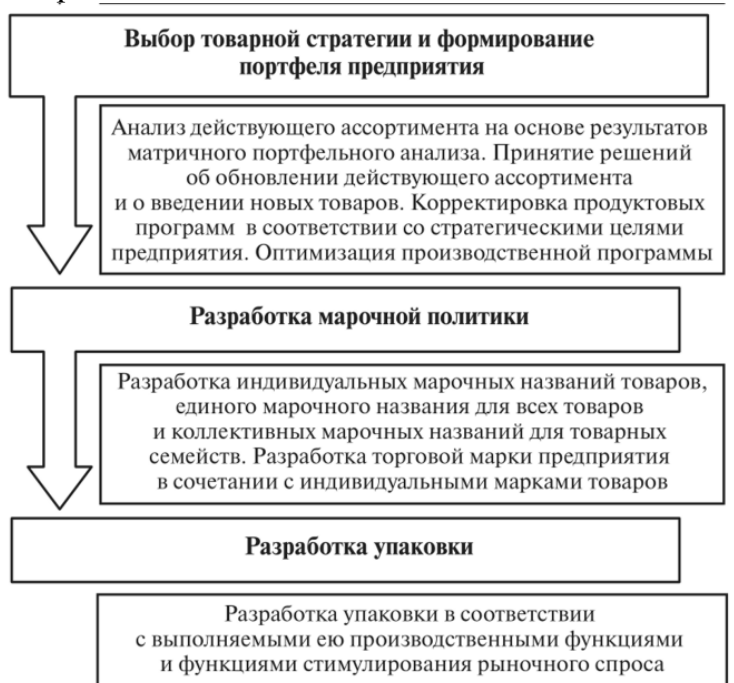 Выбор товарной стратегии и формирование
портфеля предприятия
Анализ действующего ассортимента на основе результатов
матричного портфельного анализа. Принятие решений
об обновлении действующего ассортимента
и о введении новых товаров. Корректировка продуктовых
программ в соответствии со стратегическими целями
предприятия. Оптимизация производственной программы
Разработка марочной политики
Разработка индивидуальных марочных названий товаров,
единого марочного названия для всех товаров
и коллективных марочных названий для товарных
семейств. Разработка торговой марки предприятия
в сочетании с индивидуальными марками товаров
Разработка упаковки
Разработка упаковки в соответствии
с выполняемыми ею производственными функциями
и функциями стимулирования рыночного спроса